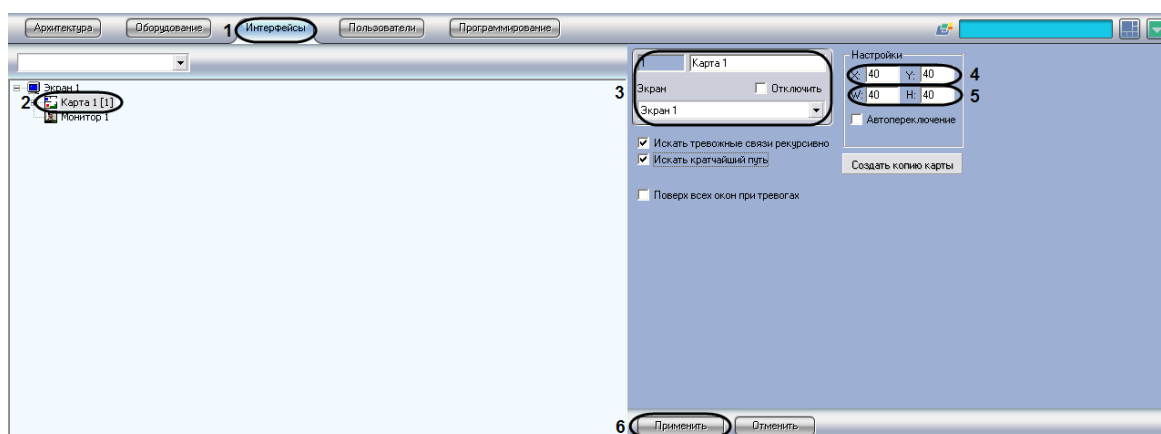 Архитектура Оборудование 1 Интерфейсы Пользователи Программирование
Экран 1
2 Карта 1 [1]
Монитор 1
3
1 Карта 1
Экран Отключить
Экран 1
Искать тревожные связи рекурсивно
Искать кратчайший путь
Поверх всех окон при тревогах
Настройки
X: 40 Y: 40 4
W: 40 H: 40 5
Автопереключение
Создать копию карты
6 Применить Отменить